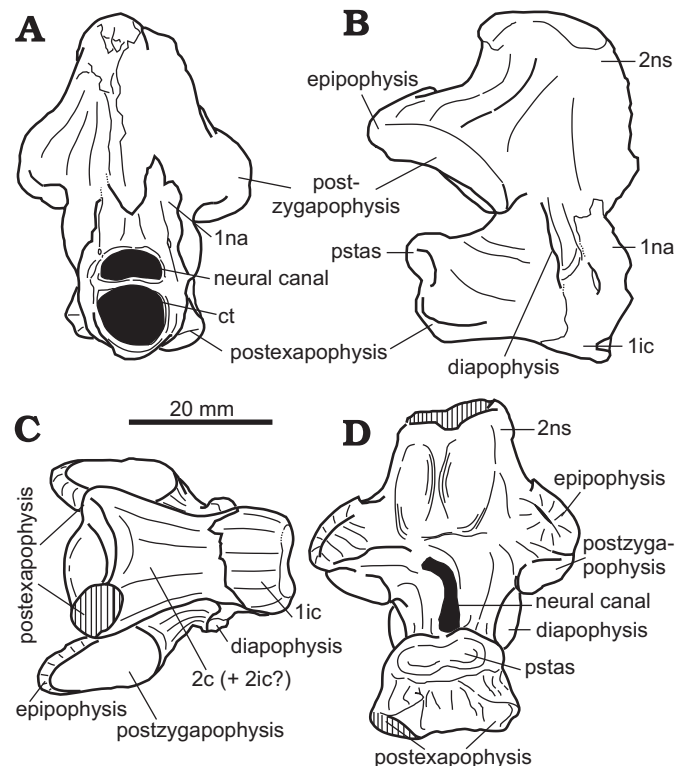 A
B
2ns
epipophysis
post-
zygapophysis
1na
1na
pstas
neural canal
ct
postexapophysis
1ic
diapophysis
20 mm
C
D
2ns
epipophysis
postexapophysis
postzyga-
pophysis
neural canal
1ic
diapophysis
diapophysis
2c (+ 2ic?)
pstas
epipophysis
postzygapophysis
postexapophysis